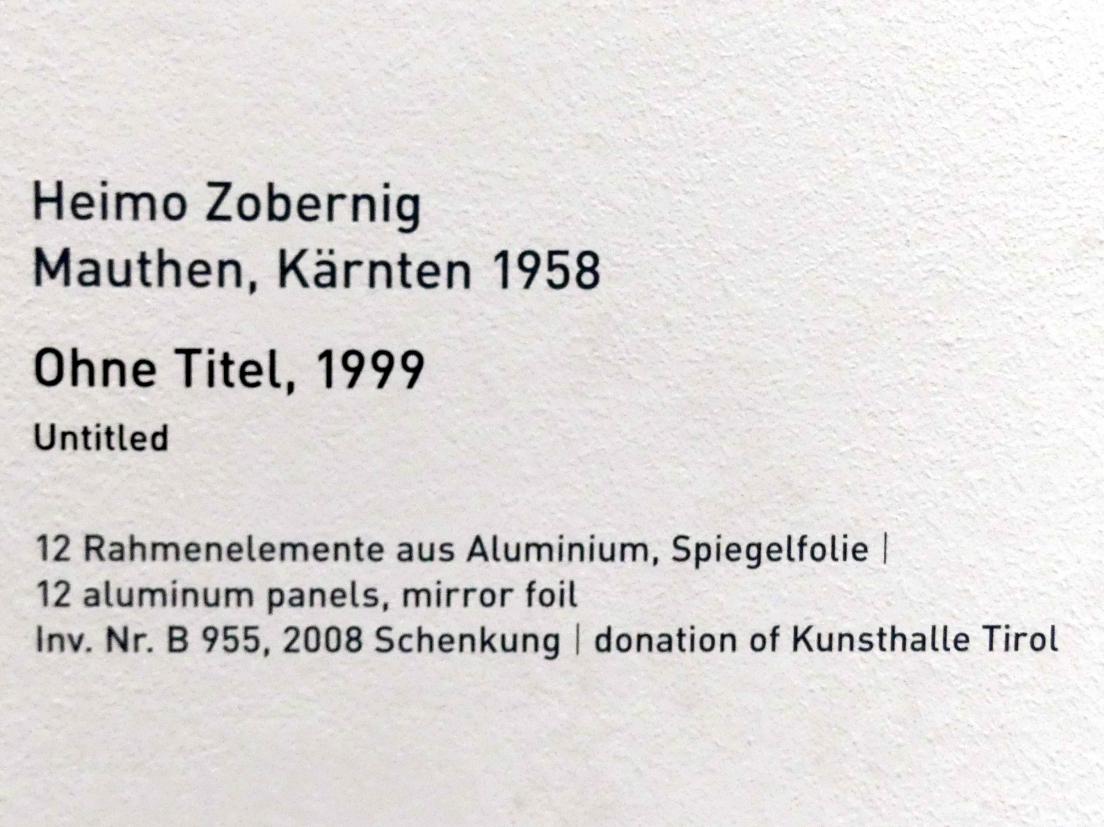 Heimo Zobernig
Mauthen, Kärnten 1958
Ohne Titel, 1999
Untitled
12 Rahmenelemente aus Aluminium, Spiegelfolie |
12 aluminum panels, mirror foil
Inv. Nr. B 955, 2008 Schenkung | donation of Kunsthalle Tirol